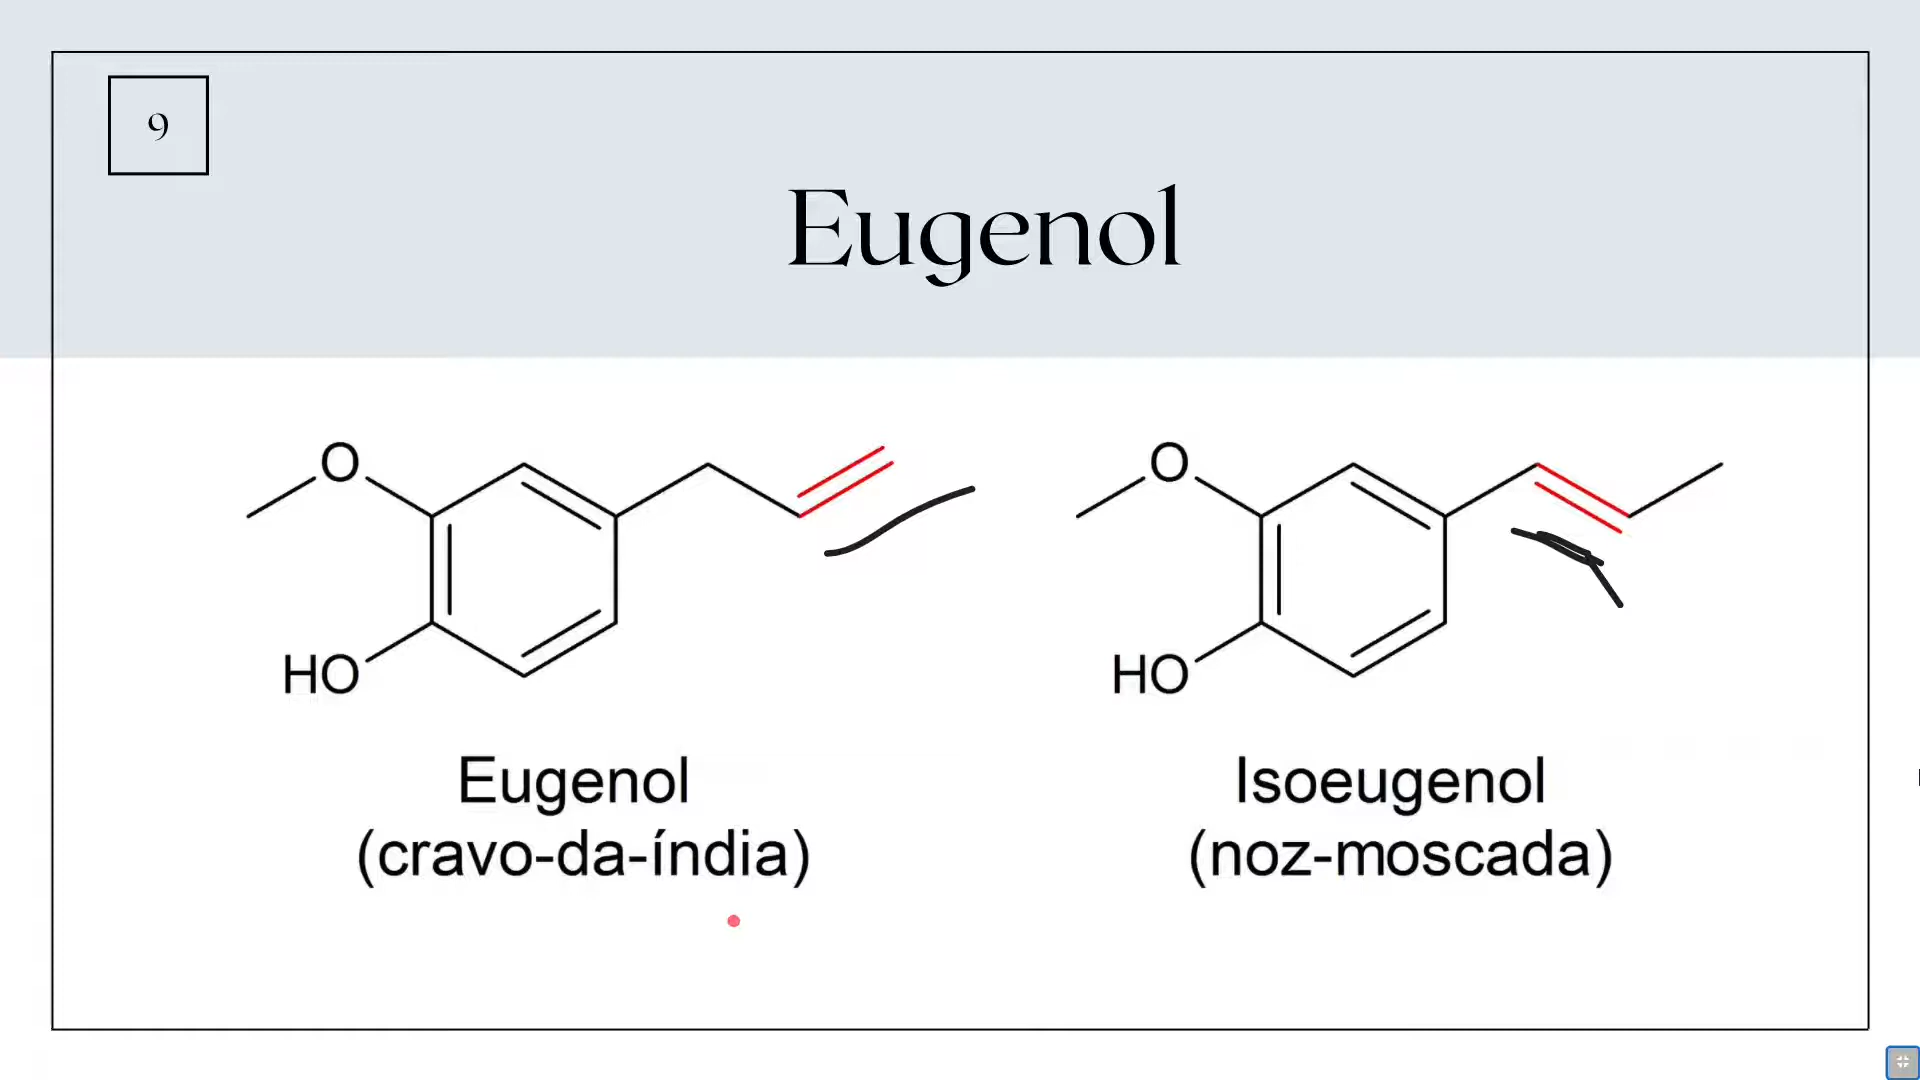 9
Eugenol
O
O
HO
HO
Eugenol
(cravo-da-índia)
Isoeugenol
(noz-moscada)